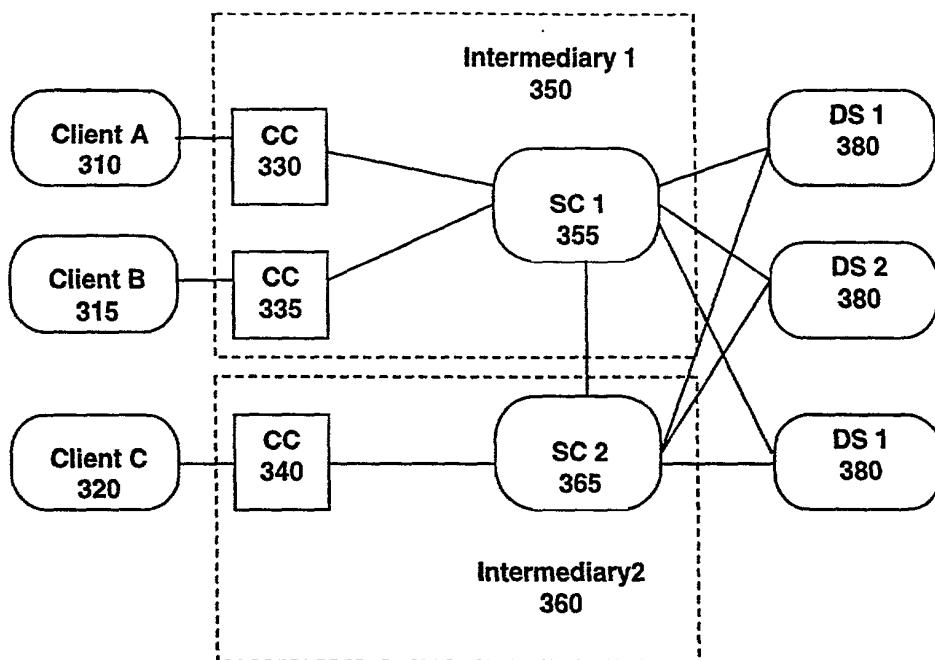 Intermediary 1
350
Client A
310
CC
330
SC 1
355
DS 1
380
Client B
315
CC
335
DS 2
380
Client C
320
CC
340
SC 2
365
DS 1
380
Intermediary2
360